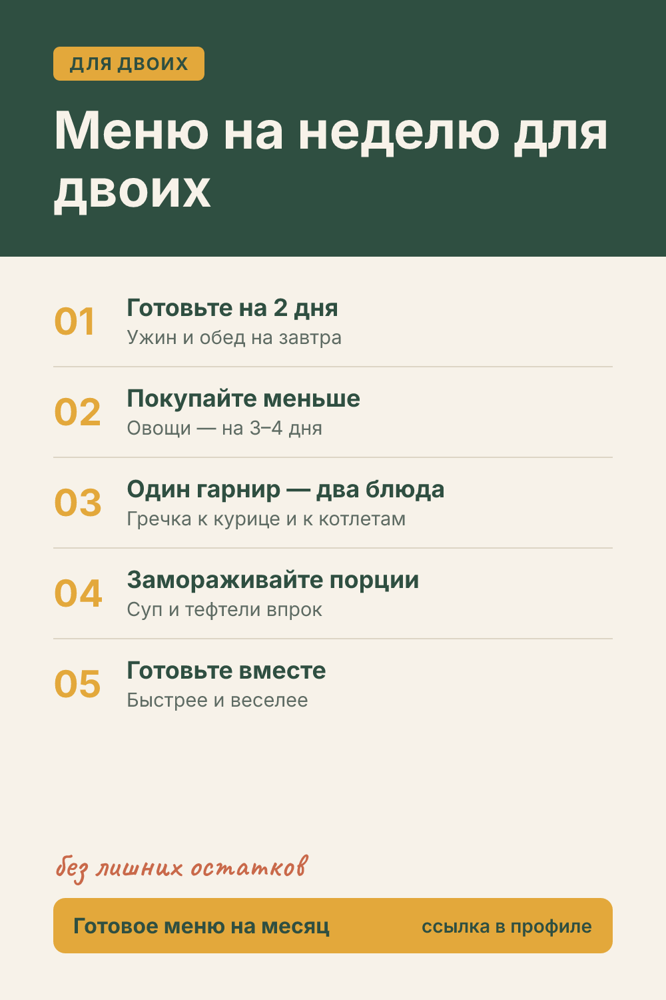 ДЛЯ ДВОИХ
Меню на неделю для
двоих
01
Готовьте на 2 дня
Ужин и обед на завтра
02
Покупайте меньше
Овощи — на 3–4 дня
03
Один гарнир — два блюда
Гречка к курице и к котлетам
04
Замораживайте порции
Суп и тефтели впрок
05
Готовьте вместе
Быстрее и веселее
без лишних остатков
Готовое меню на месяц
ссылка в профиле